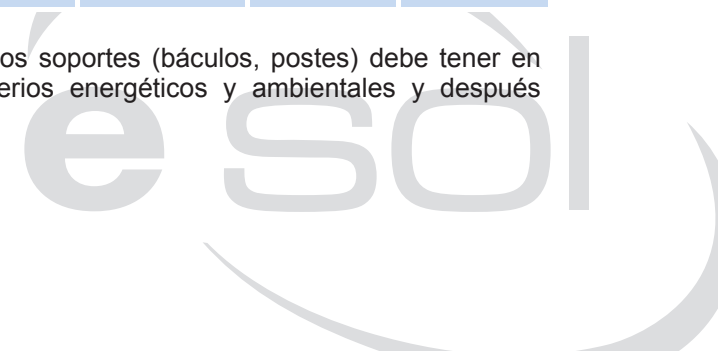 os soportes (báculos, postes) debe tener en
erios energéticos y ambientales y después
e sol